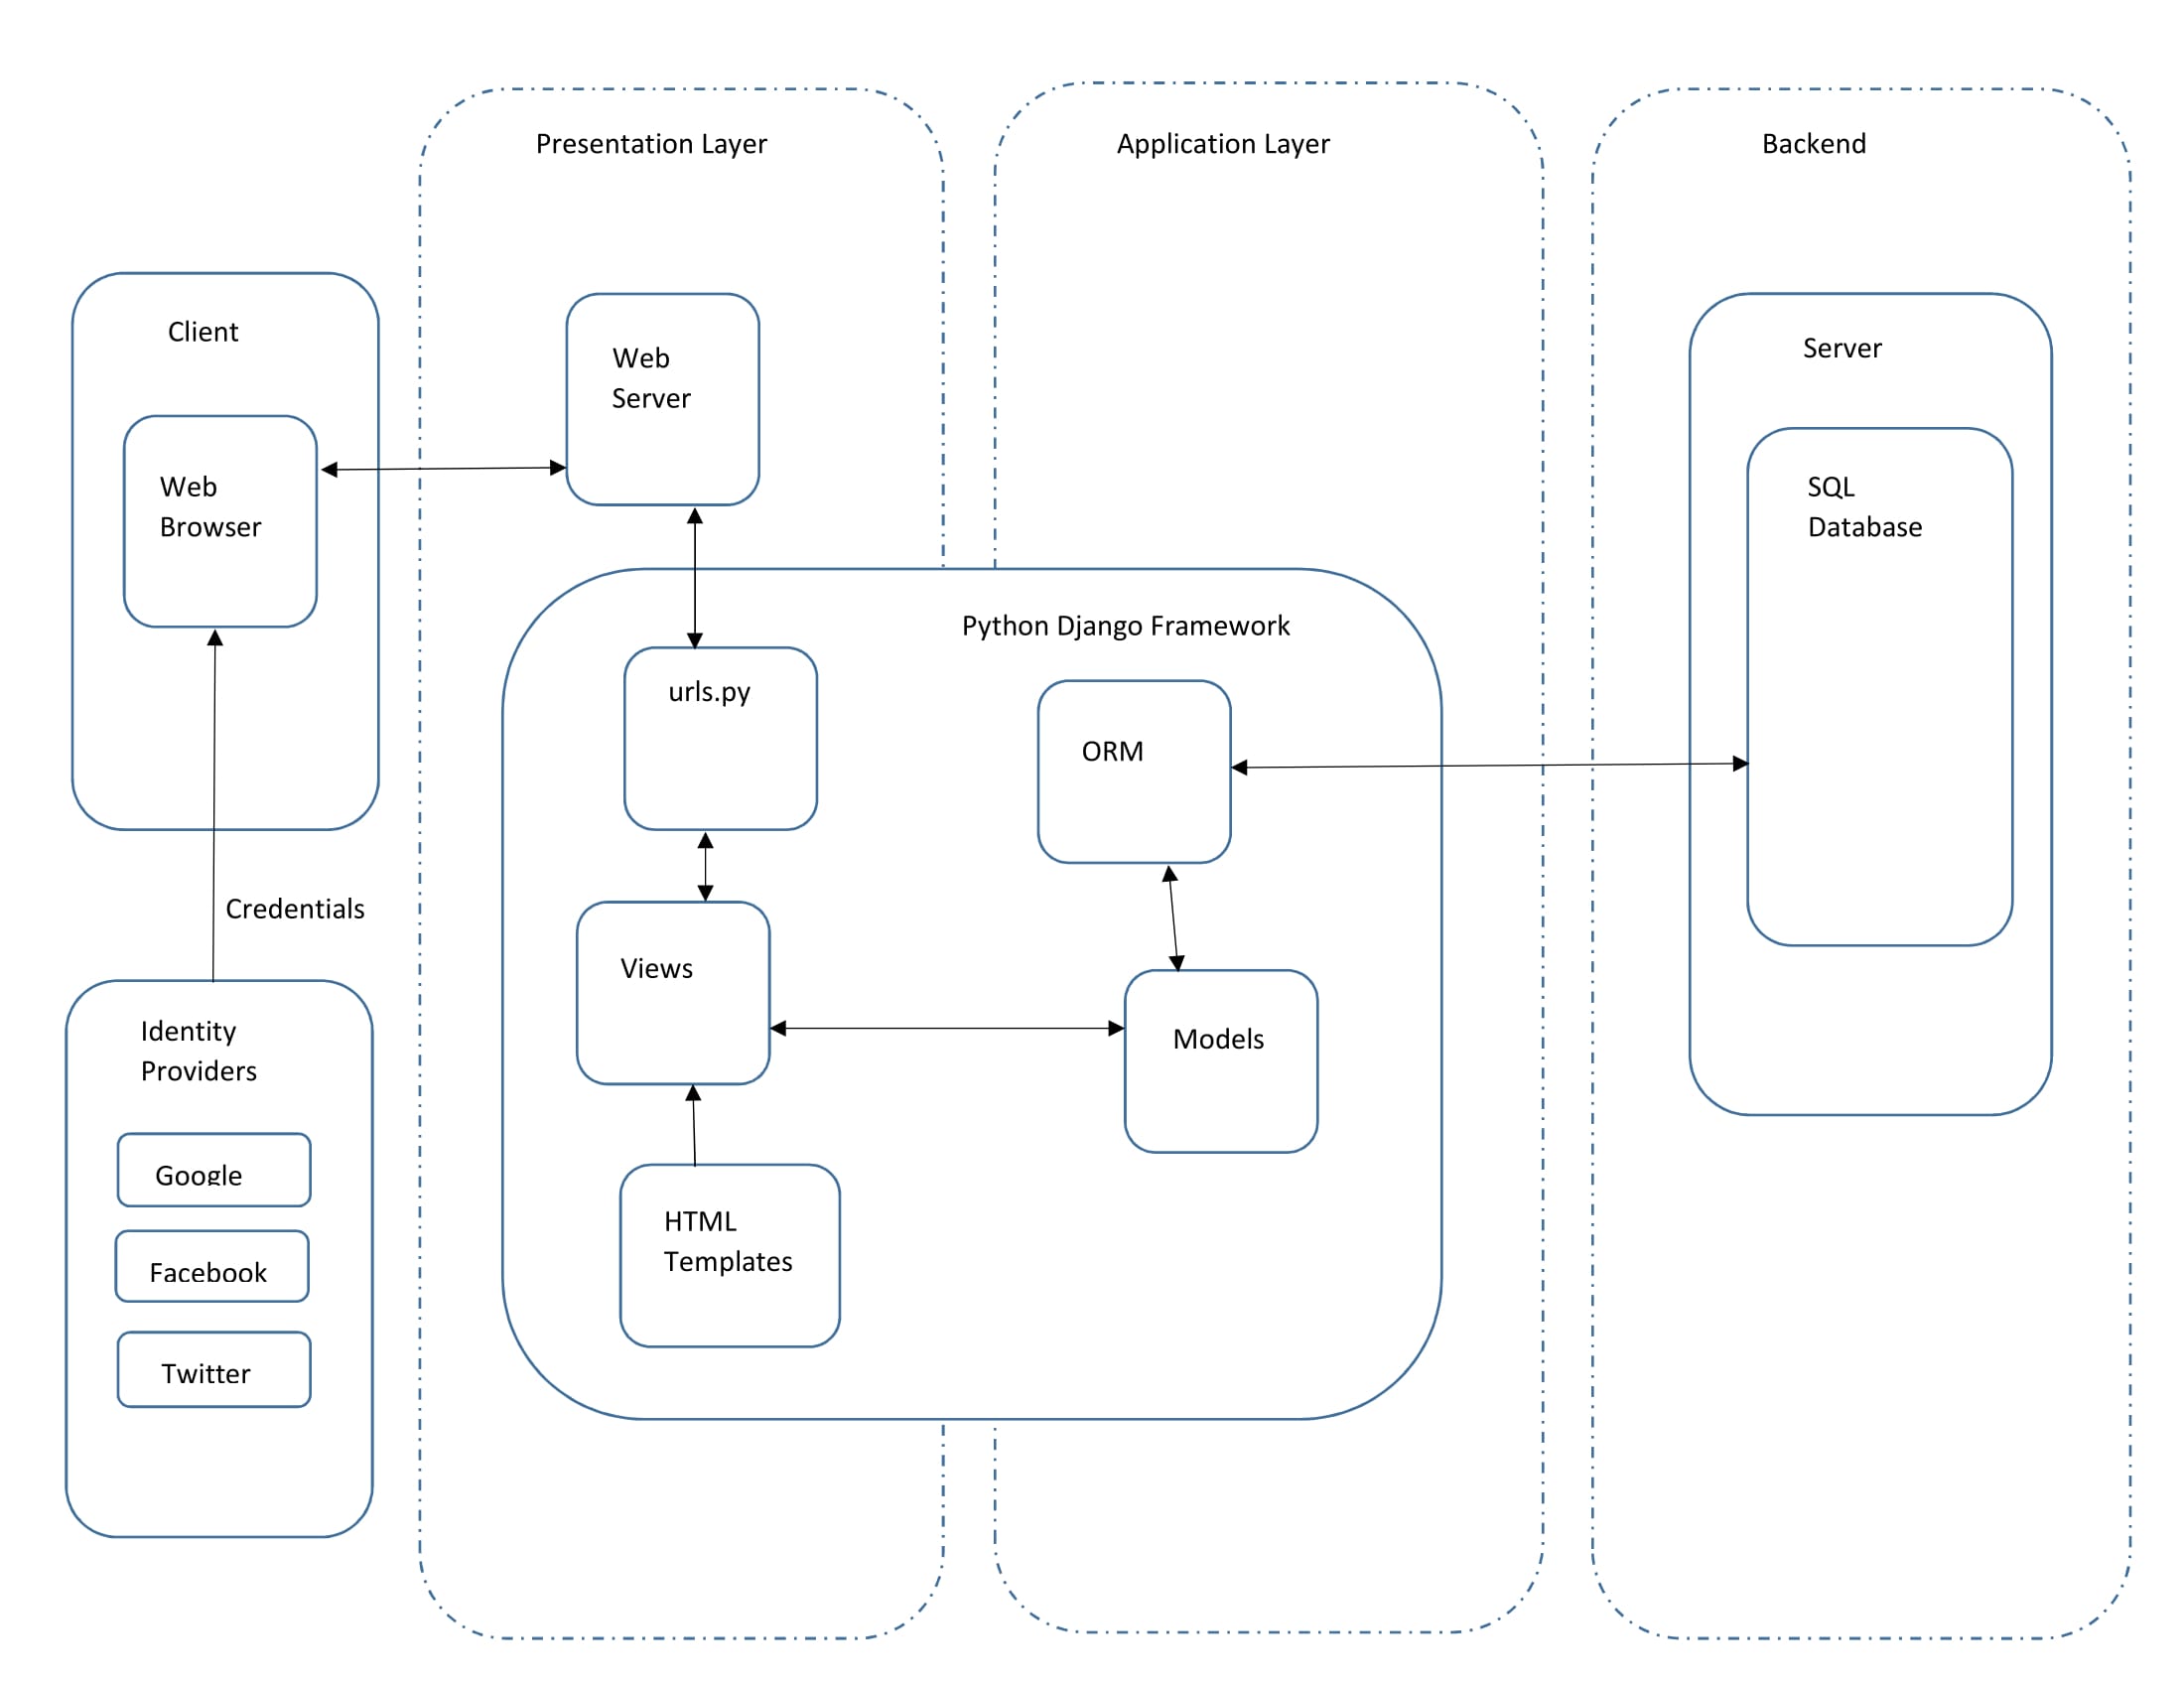 Presentation Layer
Application Layer
Backend
Client
Web
Browser
Credentials
Identity
Providers
Google
Facebook
Twitter
Web
Server
Python Django Framework
urls.py
Views
HTML
Templates
ORM
Models
Server
SQL
Database